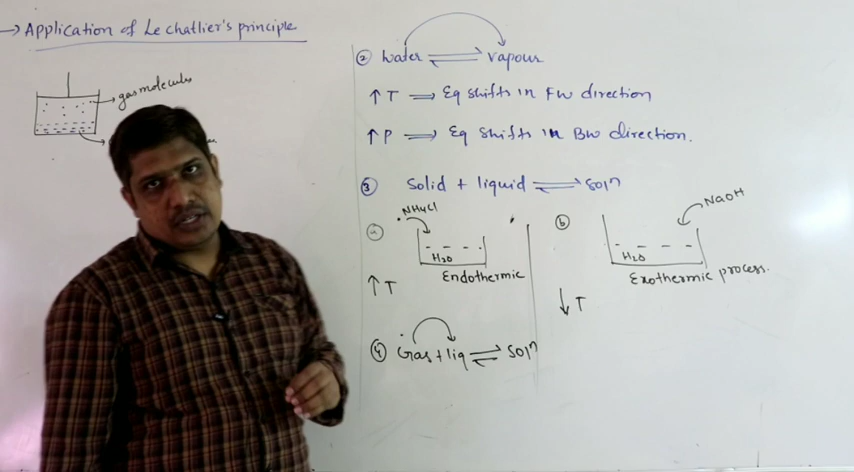 → Application of Le chatlier's principle
→ gas molecules
② Water ⇌ vapour
↑ T ⟹ Eq shifts in FW direction
↑ P ⟹ Eq shifts in BW direction.
③ Solid + liquid ⇌ soln
ⓐ NH4Cl
H2O
Endothermic
↑ T
ⓑ NaOH
H2O
Exothermic process.
↓ T
④ Gas + liq ⇌ soln